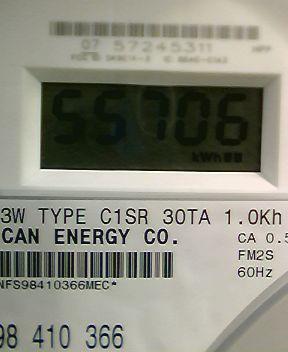 07 57245311
55706
kWh
3W TYPE C1SR 30TA 1.0Kh
CAN ENERGY CO.
CA 0.5
FM2S
60Hz
NFS98410366MEC*
98 410 366